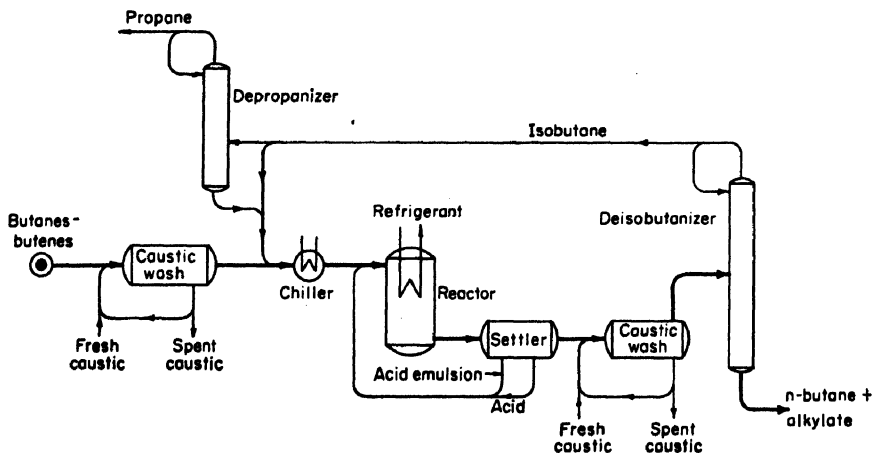 Propane
Depropanizer
Isobutane
Butanes-
butenes
Refrigerant
Deisobutanizer
Caustic
wash
Chiller
Reactor
Fresh
caustic
Spent
caustic
Settler
Caustic
wash
Acid emulsion
Acid
n-butane +
alkylate
Fresh
caustic
Spent
caustic